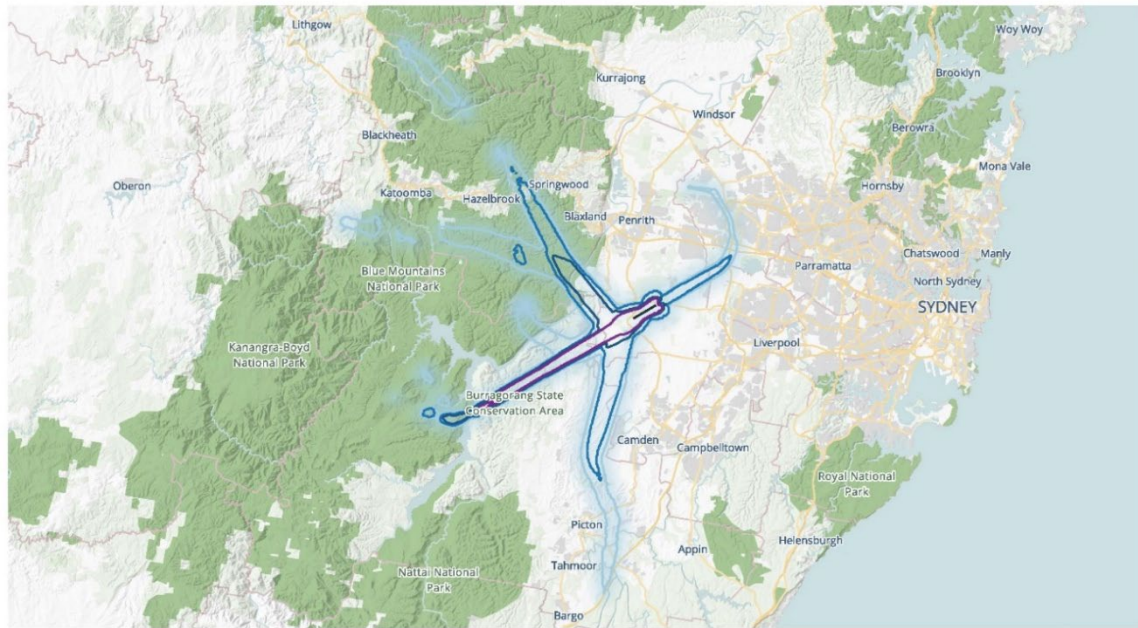 Lithgow
Woy Woy
Kurrajong
Brooklyn
Windsor
Blackheath
Berowra
Mona Vale
Oberon
Katoomba
Springwood
Hornsby
Hazelbrook
Blaxland
Penrith
Chatswood
Manly
Parramatta
Blue Mountains
National Park
North Sydney
SYDNEY
Kanangra-Boyd
National Park
Liverpool
Burragorang State
Conservation Area
Camden
Campbelltown
Royal National
Park
Picton
Helensburgh
Appin
Tahmoor
Nattai National
Park
Bargo